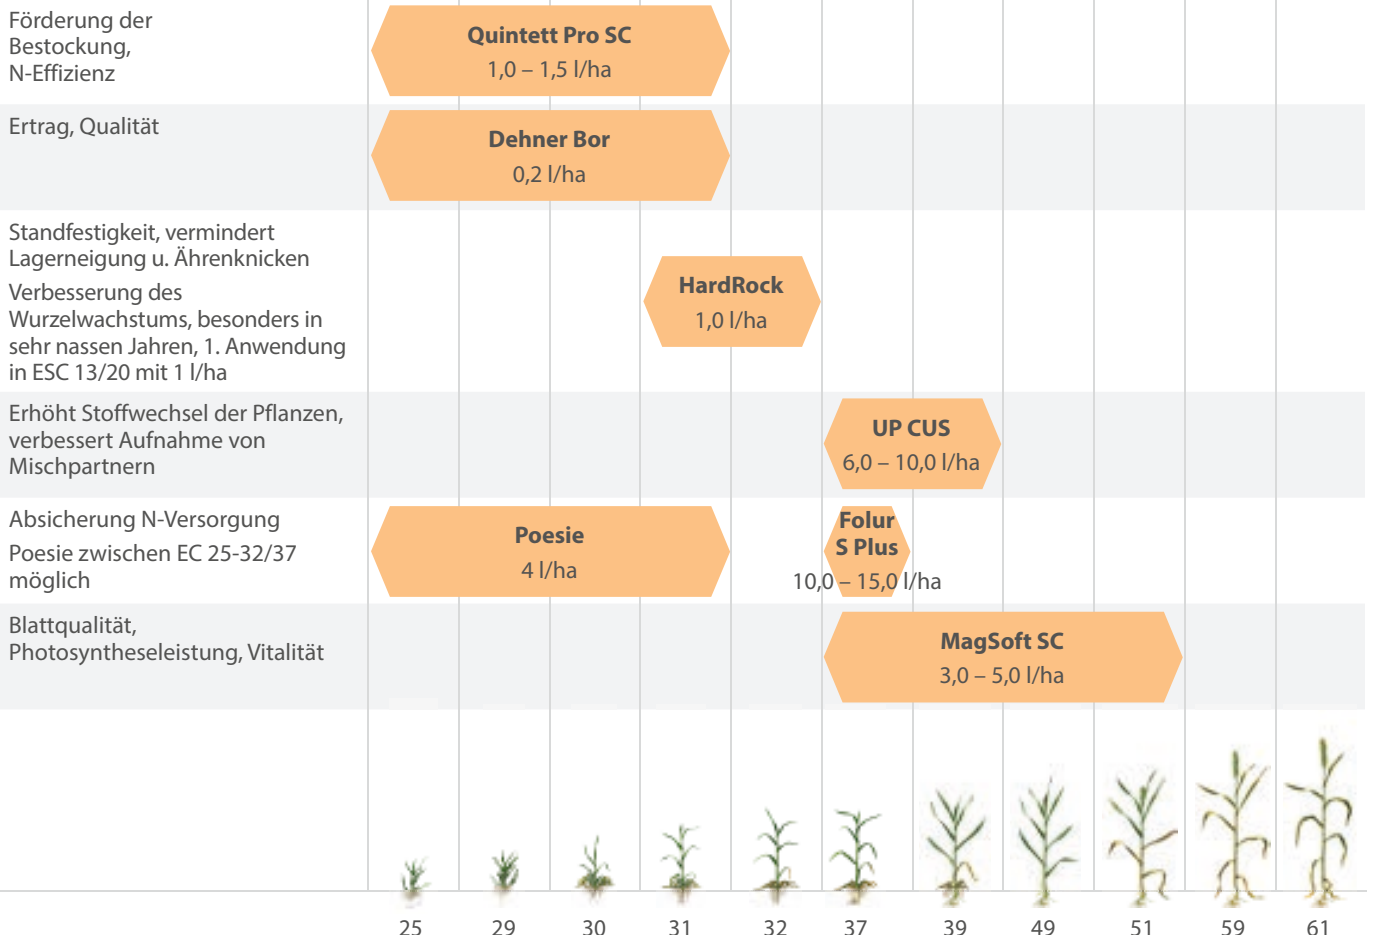 Förderung der
Bestockung,
N-Effizienz
Quintett Pro SC
1,0 – 1,5 l/ha
Ertrag, Qualität
Dehner Bor
0,2 l/ha
Standfestigkeit, vermindert
Lagerneigung u. Ährenknicken
Verbesserung des
Wurzelwachstums, besonders in
sehr nassen Jahren, 1. Anwendung
in ESC 13/20 mit 1 l/ha
HardRock
1,0 l/ha
Erhöht Stoffwechsel der Pflanzen,
verbessert Aufnahme von
Mischpartnern
UP CUS
6,0 – 10,0 l/ha
Absicherung N-Versorgung
Poesie zwischen EC 25-32/37
möglich
Poesie
4 l/ha
Folur
S Plus
10,0 – 15,0 l/ha
Blattqualität,
Photosyntheseleistung, Vitalität
MagSoft SC
3,0 – 5,0 l/ha
25 29 30 31 32 37 39 49 51 59 61